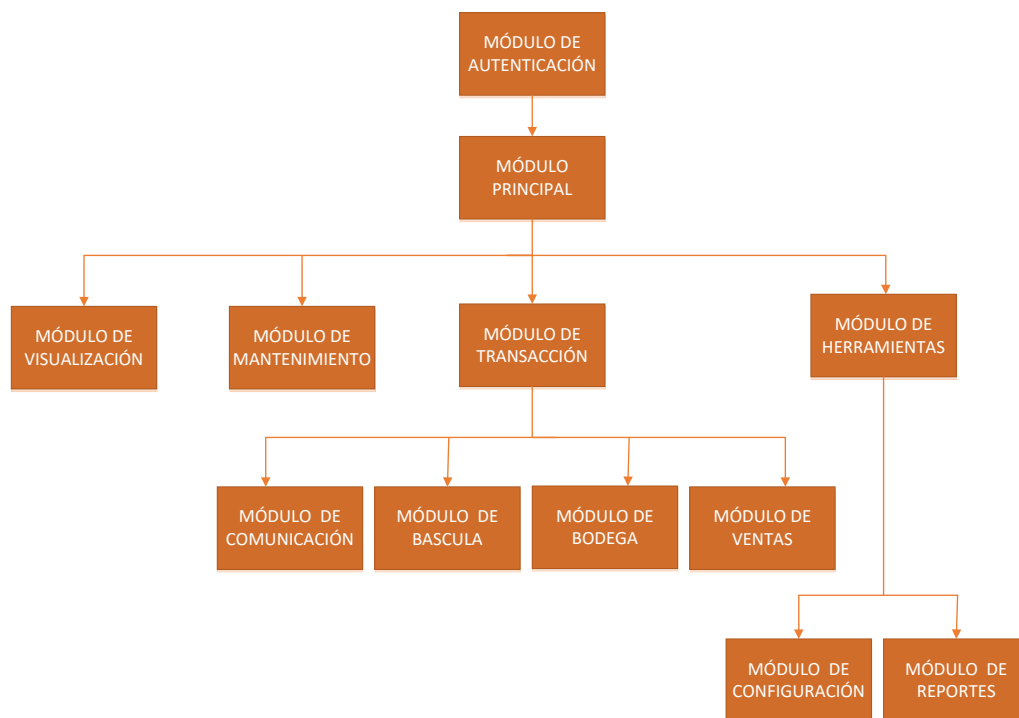 MÓDULO DE
AUTENTICACIÓN
MÓDULO
PRINCIPAL
MÓDULO DE
VISUALIZACIÓN
MÓDULO DE
MANTENIMIENTO
MÓDULO DE
TRANSACCIÓN
MÓDULO DE
HERRAMIENTAS
MÓDULO DE
COMUNICACIÓN
MÓDULO DE
BASCULA
MÓDULO DE
BODEGA
MÓDULO DE
VENTAS
MÓDULO DE
CONFIGURACIÓN
MÓDULO DE
REPORTES